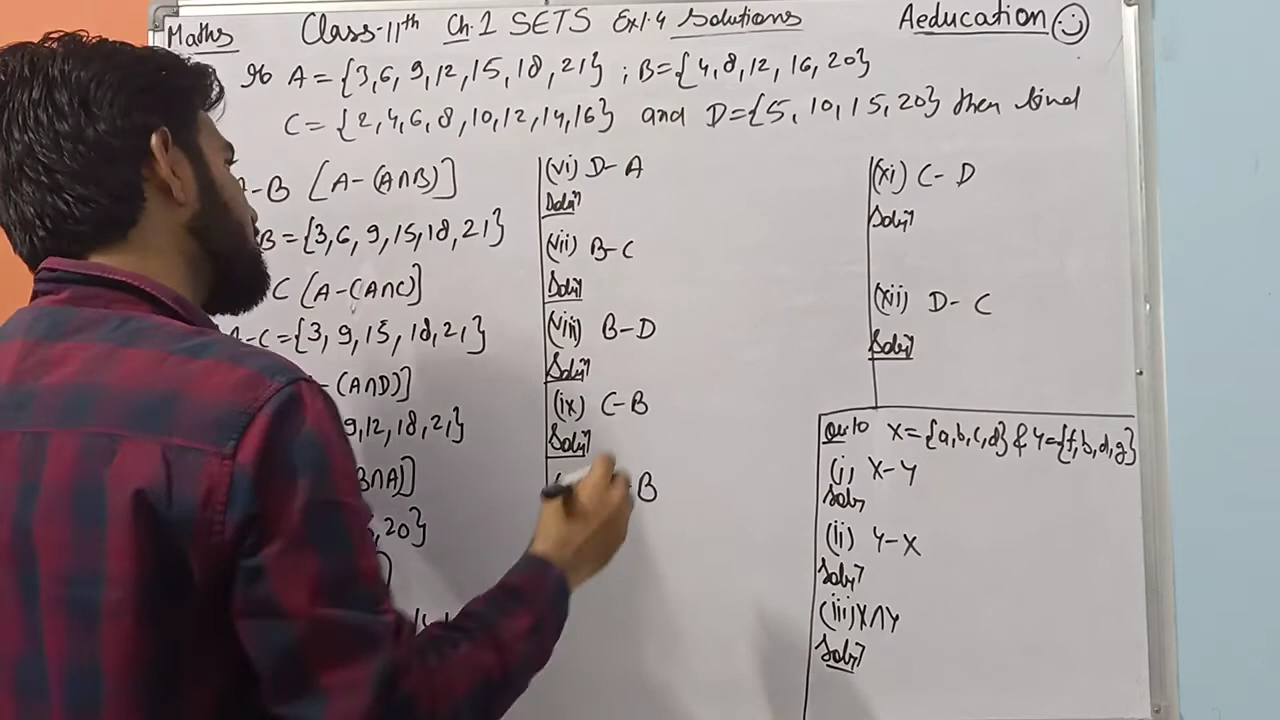 Maths Class-11th Ch.1 SETS Ex1.4 Solutions Aeducation
If A={3,6,9,12,15,18,21} ; B={4,8,12,16,20}
C={2,4,6,8,10,12,14,16} and D={5,10,15,20} then find
A-B [A-(A∩B)]
B={3,6,9,15,18,21}
C [A-(A∩C)]
A-C={3,9,15,18,21}
-(A∩D)]
9,12,18,21}
B∩A)]
,20}
(vi) D-A
Solⁿ
(vii) B-C
Solⁿ
(viii) B-D
Solⁿ
(ix) C-B
Solⁿ
-B
(xi) C-D
Solⁿ
(xii) D-C
Solⁿ
Qu.10 X={a,b,c,d} & Y={f,b,d,g}
(i) X-Y
Solⁿ
(ii) Y-X
Solⁿ
(iii) X∩Y
Solⁿ